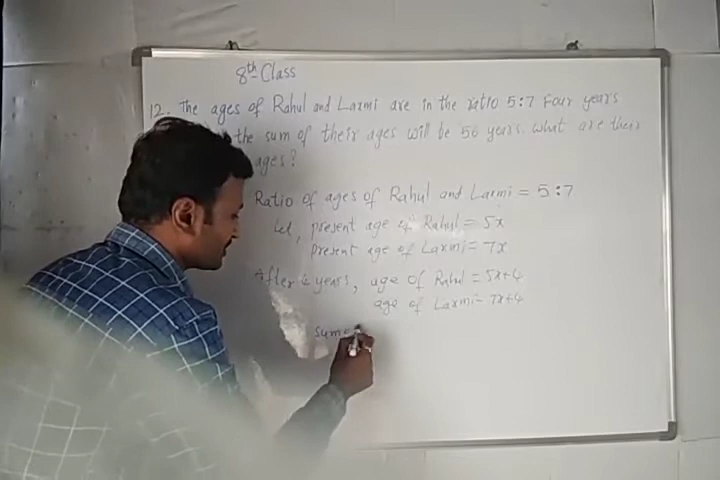 8th Class
12. The ages of Rahul and Laxmi are in the ratio 5:7 Four years
the sum of their ages will be 56 years. what are their
ages?
Ratio of ages of Rahul and Laxmi = 5:7
Let, present age of Rahul = 5x
present age of Laxmi = 7x
After 4 years, age of Rahul = 5x+4
age of Laxmi = 7x+4
sum